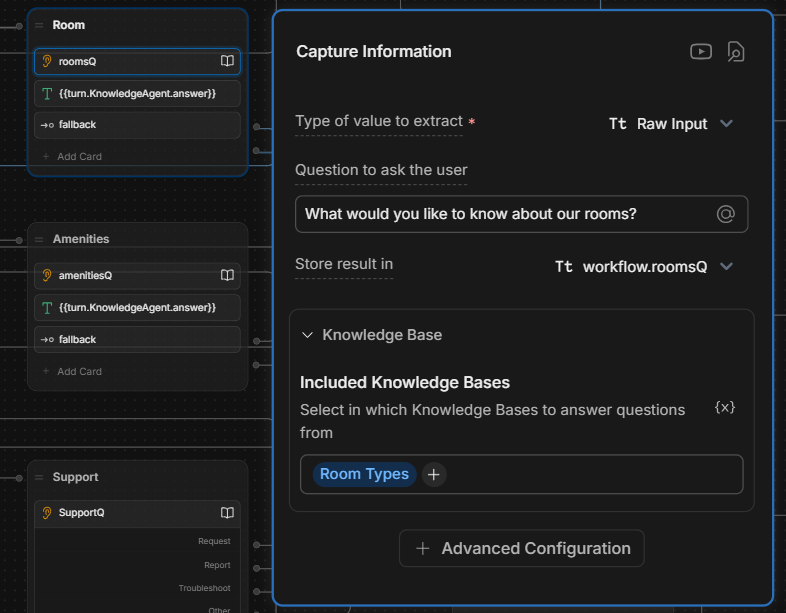 Room
roomsQ
{{turn.KnowledgeAgent.answer}}
fallback
+ Add Card
Amenities
amenitiesQ
{{turn.KnowledgeAgent.answer}}
fallback
+ Add Card
Support
SupportQ
Request
Report
Troubleshoot
Other
Capture Information
Type of value to extract * Tt Raw Input
Question to ask the user
What would you like to know about our rooms? @
Store result in Tt workflow.roomsQ
Knowledge Base
Included Knowledge Bases
Select in which Knowledge Bases to answer questions {x}
from
Room Types +
+ Advanced Configuration